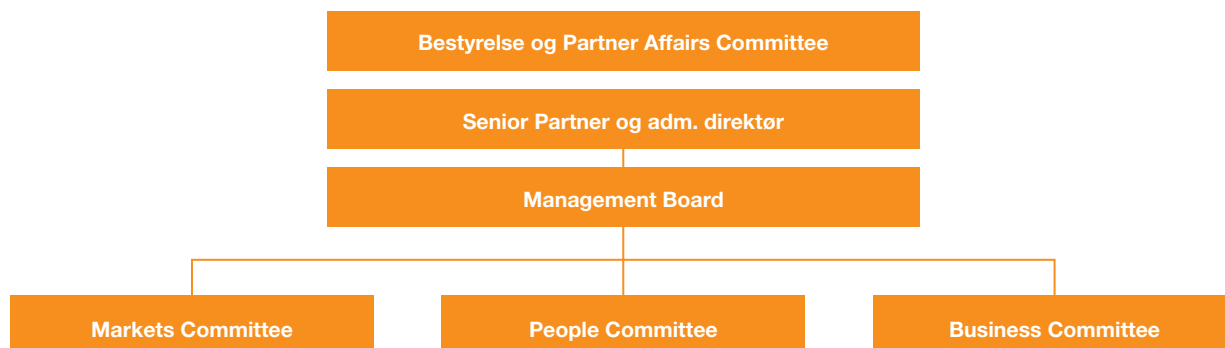 Bestyrelse og Partner Affairs Committee
Senior Partner og adm. direktør
Management Board
Markets Committee
People Committee
Business Committee